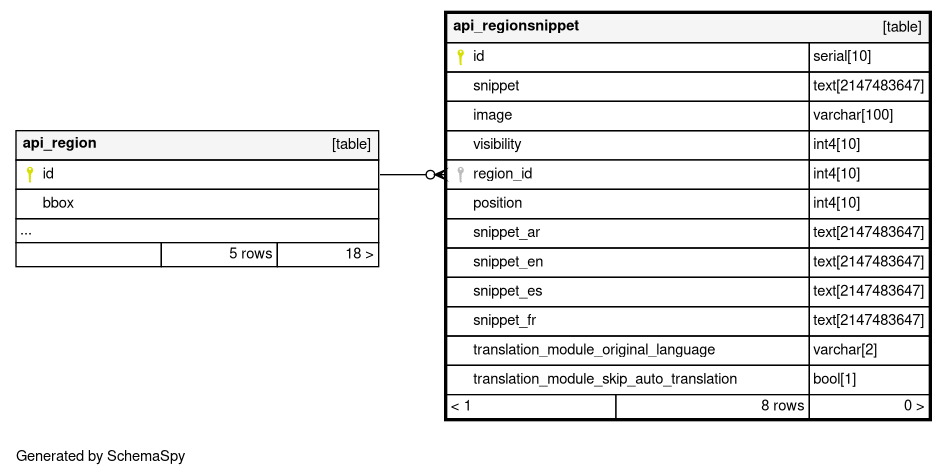 api_regionsnippet [table]
id serial[10]
snippet text[2147483647]
image varchar[100]
visibility int4[10]
region_id int4[10]
position int4[10]
snippet_ar text[2147483647]
snippet_en text[2147483647]
snippet_es text[2147483647]
snippet_fr text[2147483647]
translation_module_original_language varchar[2]
translation_module_skip_auto_translation bool[1]
< 1 8 rows 0 >
api_region [table]
id
bbox
...
5 rows 18 >
Generated by SchemaSpy